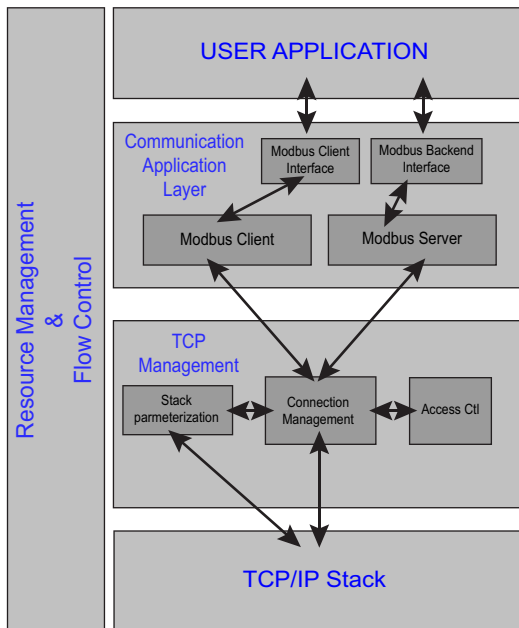 Resource Management
&
Flow Control
USER APPLICATION
Communication
Application
Layer
Modbus Client
Interface
Modbus Backend
Interface
Modbus Client
Modbus Server
TCP
Management
Stack
parmeterization
Connection
Management
Access Ctl
TCP/IP Stack